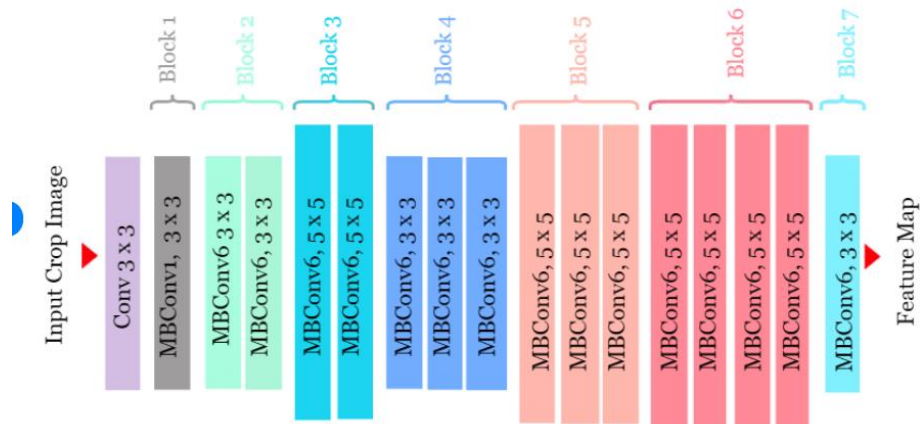 Input Crop Image
Conv 3 x 3
Block 1
MBConv1, 3 x 3
Block 2
MBConv6 3 x 3
MBConv6, 3 x 3
Block 3
MBConv6, 5 x 5
MBConv6, 5 x 5
Block 4
MBConv6, 3 x 3
MBConv6, 3 x 3
MBConv6, 3 x 3
Block 5
MBConv6, 5 x 5
MBConv6, 5 x 5
MBConv6, 5 x 5
Block 6
MBConv6, 5 x 5
MBConv6, 5 x 5
MBConv6, 5 x 5
MBConv6, 5 x 5
Block 7
MBConv6, 3 x 3
Feature Map